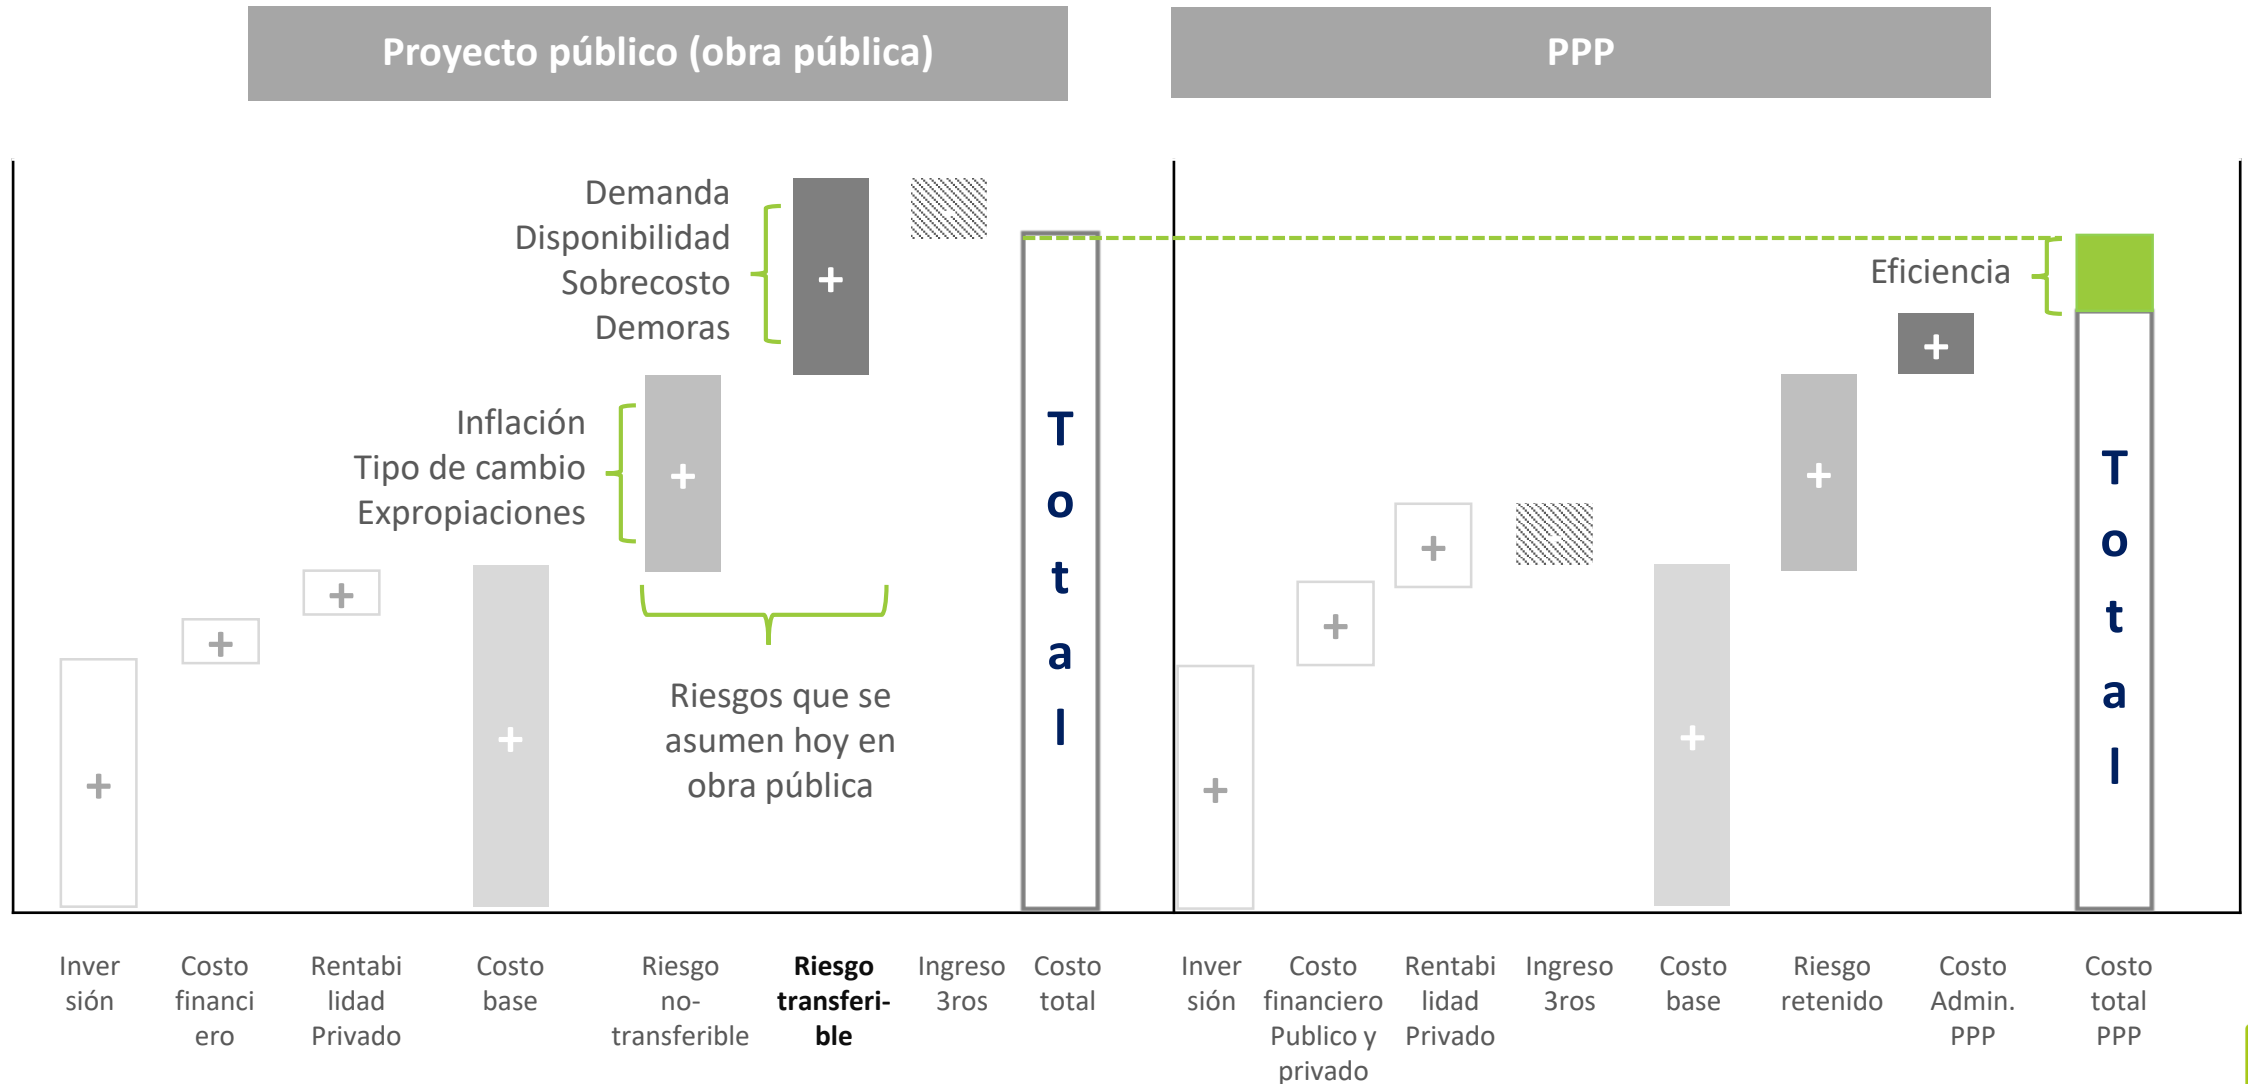 Proyecto público (obra pública)
PPP
Demanda
Disponibilidad
Sobrecosto
Demoras
+
Inflación
Tipo de cambio
Expropiaciones
+
+
+
+
+
Riesgos que se
asumen hoy en
obra pública
T
o
t
a
l
Eficiencia
+
+
+
+
+
+
T
o
t
a
l
Inver
sión
Costo
financi
ero
Rentabi
lidad
Privado
Costo
base
Riesgo
no-
transferible
Riesgo
transferi-
ble
Ingreso
3ros
Costo
total
Inver
sión
Costo
financiero
Publico y
privado
Rentabi
lidad
Privado
Ingreso
3ros
Costo
base
Riesgo
retenido
Costo
Admin.
PPP
Costo
total
PPP